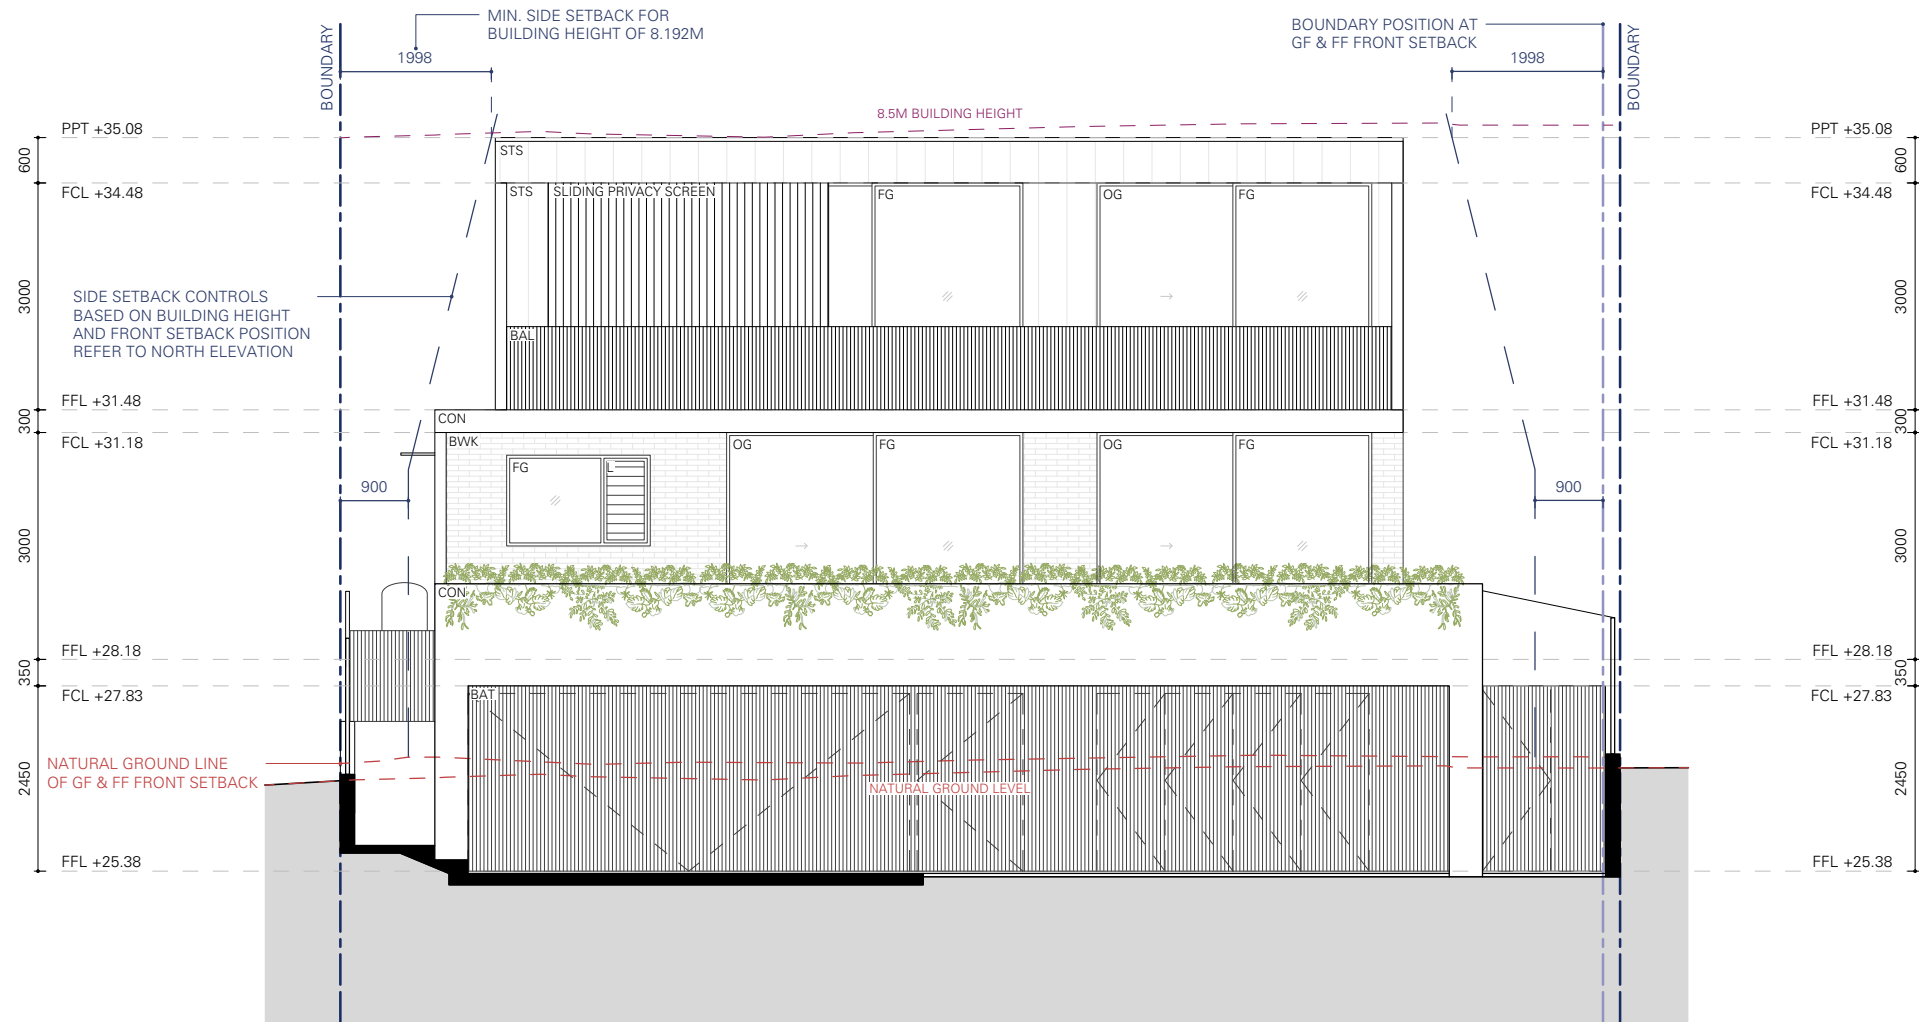 MIN. SIDE SETBACK FOR
BUILDING HEIGHT OF 8.192M
BOUNDARY POSITION AT
GF & FF FRONT SETBACK
BOUNDARY
1998
1998
BOUNDARY
8.5M BUILDING HEIGHT
PPT +35.08
PPT +35.08
600
STS
600
FCL +34.48
STS
SLIDING PRIVACY SCREEN
FG
OG
FG
FCL +34.48
3000
SIDE SETBACK CONTROLS
BASED ON BUILDING HEIGHT
AND FRONT SETBACK POSITION
REFER TO NORTH ELEVATION
3000
BAL
FFL +31.48
FFL +31.48
300
CON
300
FCL +31.18
BWK
OG
FG
OG
FG
FCL +31.18
FG
L
900
900
3000
3000
CON
FFL +28.18
FFL +28.18
350
350
FCL +27.83
BAT
FCL +27.83
NATURAL GROUND LINE
OF GF & FF FRONT SETBACK
2450
NATURAL GROUND LEVEL
2450
FFL +25.38
FFL +25.38